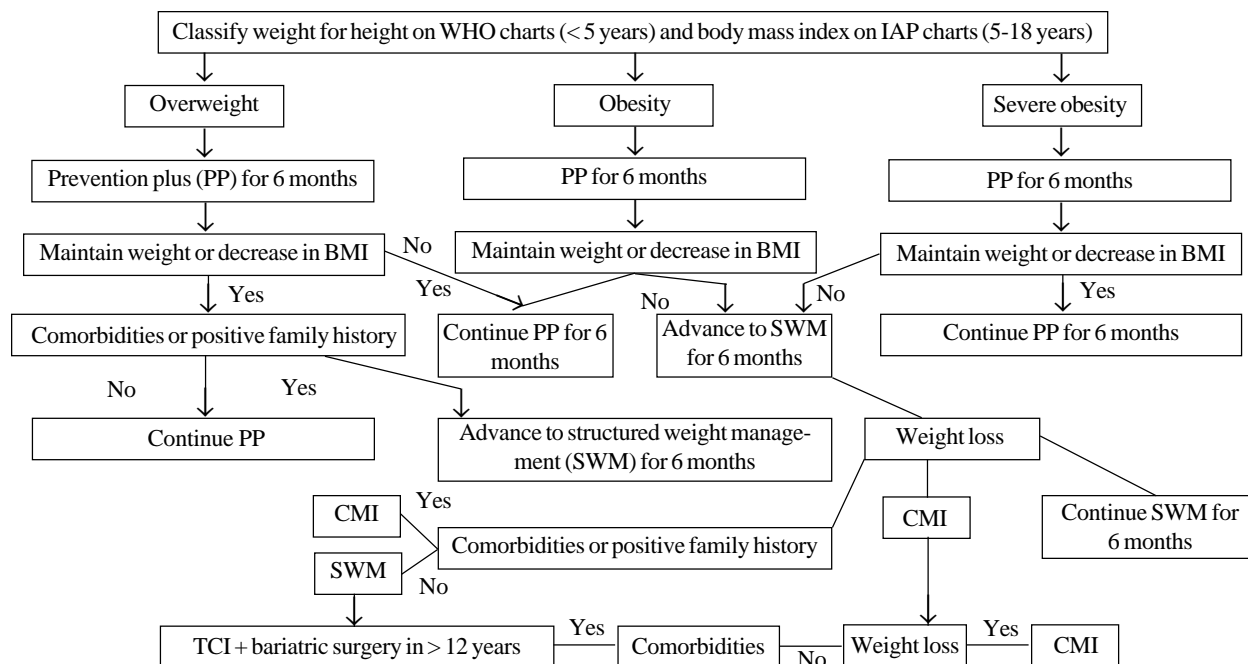 Classify weight for height on WHO charts (< 5 years) and body mass index on IAP charts (5-18 years)
Overweight
Obesity
Severe obesity
Prevention plus (PP) for 6 months
PP for 6 months
PP for 6 months
Maintain weight or decrease in BMI
No
Maintain weight or decrease in BMI
Maintain weight or decrease in BMI
Yes
Yes
No
No
Yes
Comorbidities or positive family history
Continue PP for 6
months
Advance to SWM
for 6 months
Continue PP for 6 months
No
Yes
Continue PP
Advance to structured weight manage-
ment (SWM) for 6 months
Weight loss
CMI
Yes
Comorbidities or positive family history
CMI
Continue SWM for
6 months
SWM
No
TCI + bariatric surgery in > 12 years
Yes
Comorbidities
No
Weight loss
Yes
CMI